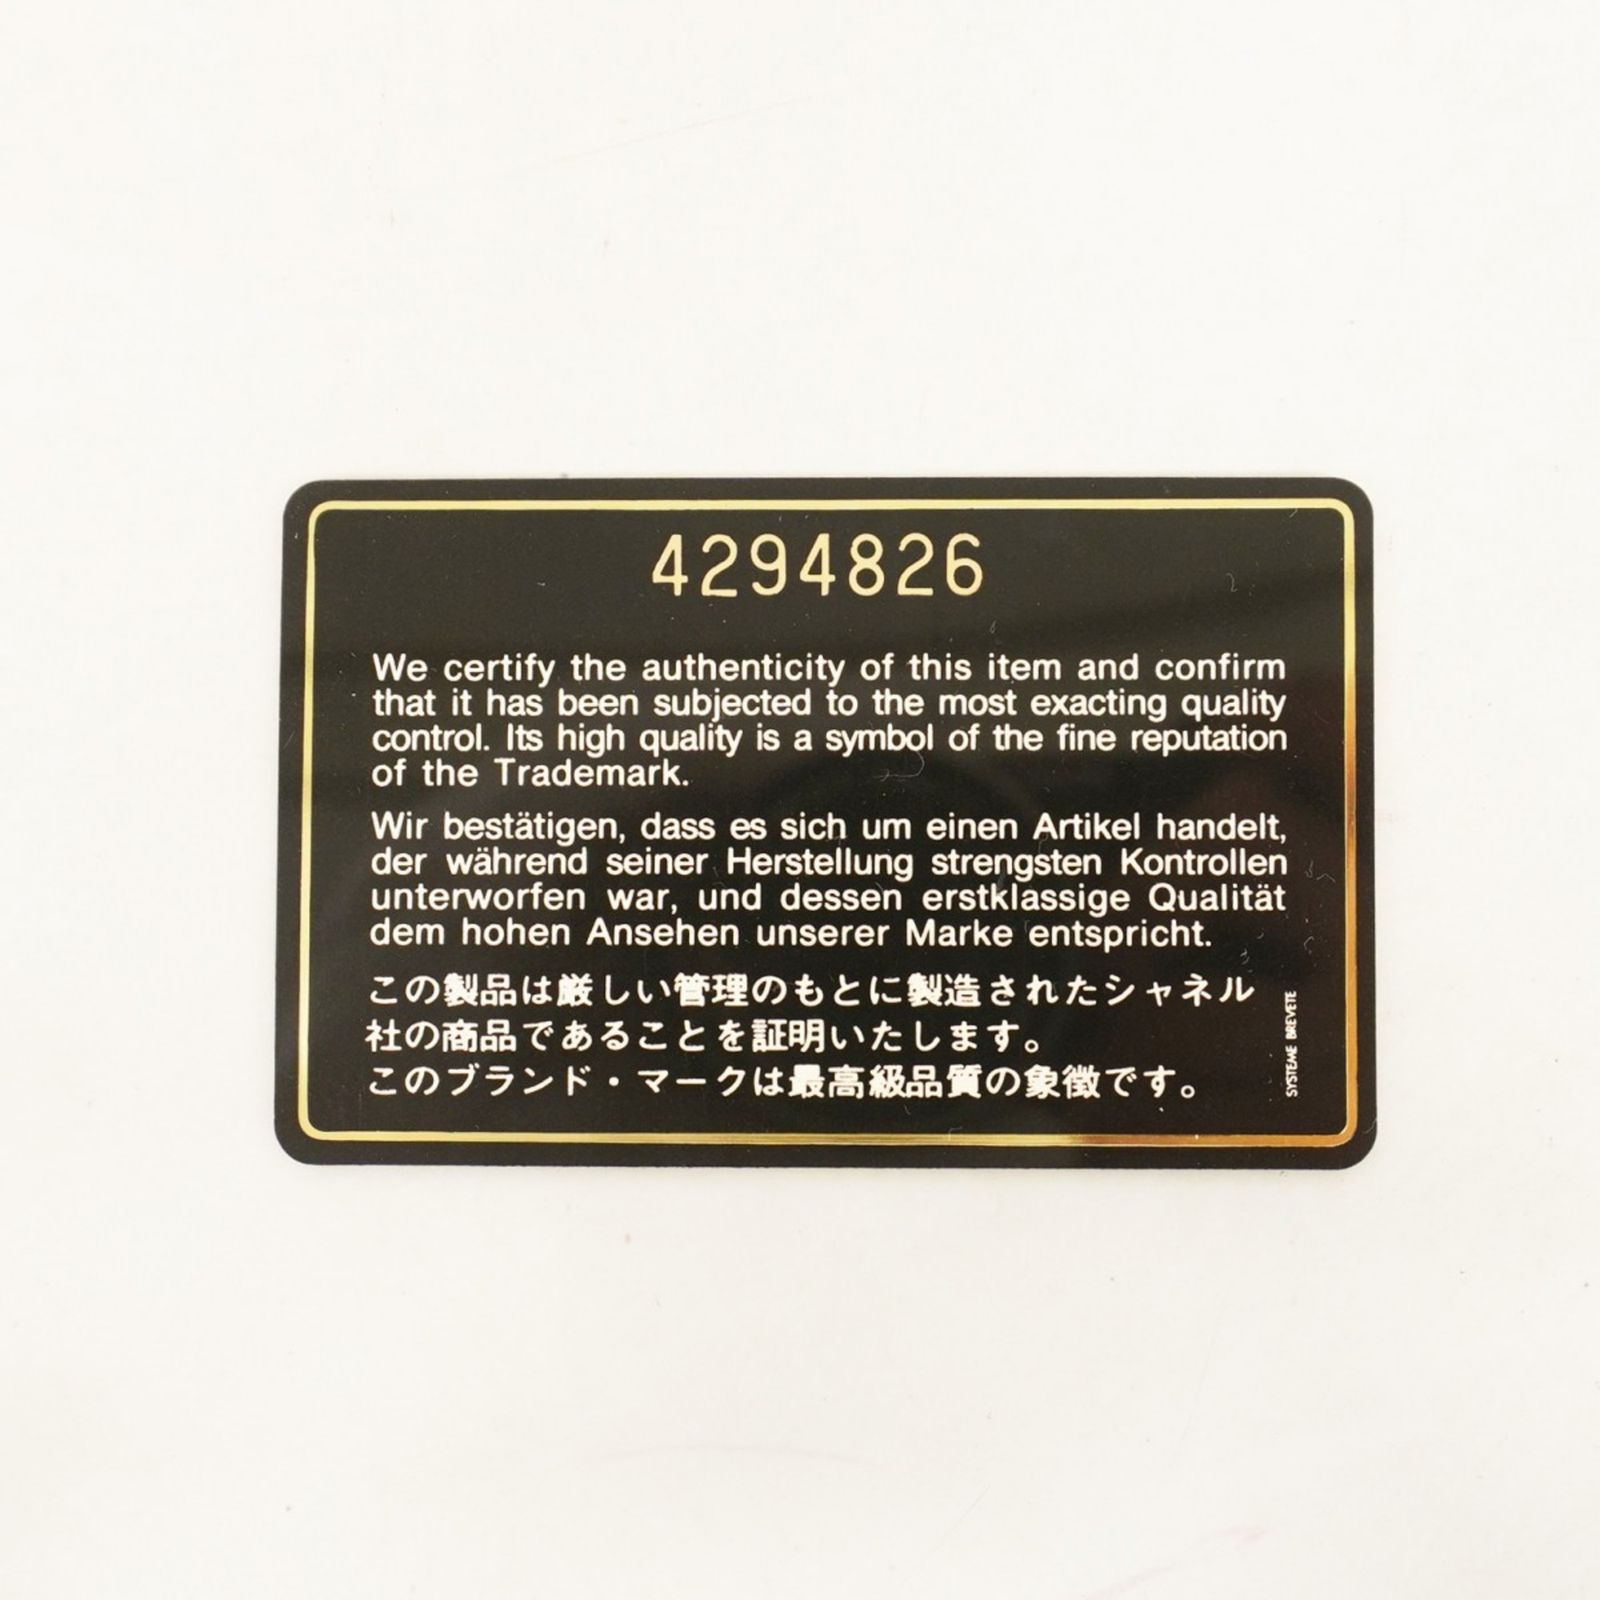 4294826
We certify the authenticity of this item and confirm
that it has been subjected to the most exacting quality
control. Its high quality is a symbol of the fine reputation
of the Trademark.
Wir bestätigen, dass es sich um einen Artikel handelt,
der während seiner Herstellung strengsten Kontrollen
unterworfen war, und dessen erstklassige Qualität
dem hohen Ansehen unserer Marke entspricht.
この製品は厳しい管理のもとに製造されたシャネル
社の商品であることを証明いたします。
このブランド・マークは最高級品質の象徴です。
SYSTEME BREVETE